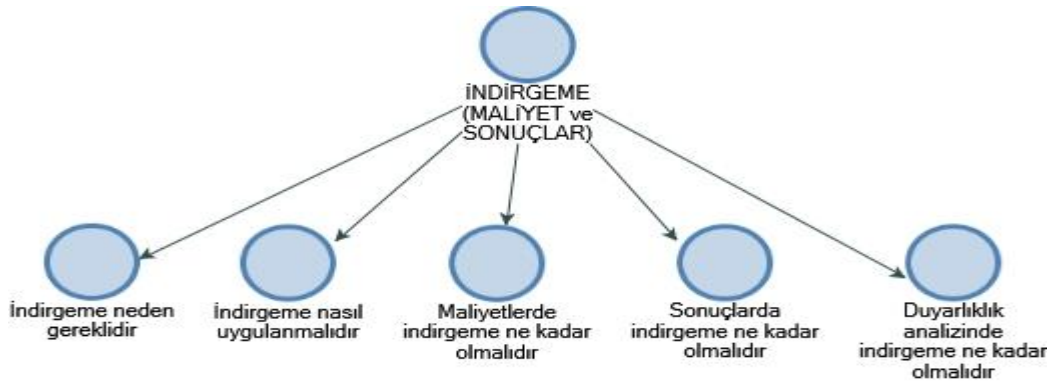 İNDİRGEME
(MALİYET ve
SONUÇLAR)
İndirgeme neden
gereklidir
İndirgeme nasıl
uygulanmalıdır
Maliyetlerde
indirgeme ne kadar
olmalıdır
Sonuçlarda
indirgeme ne kadar
olmalıdır
Duyarlıklık
analizinde
indirgeme ne kadar
olmalıdır